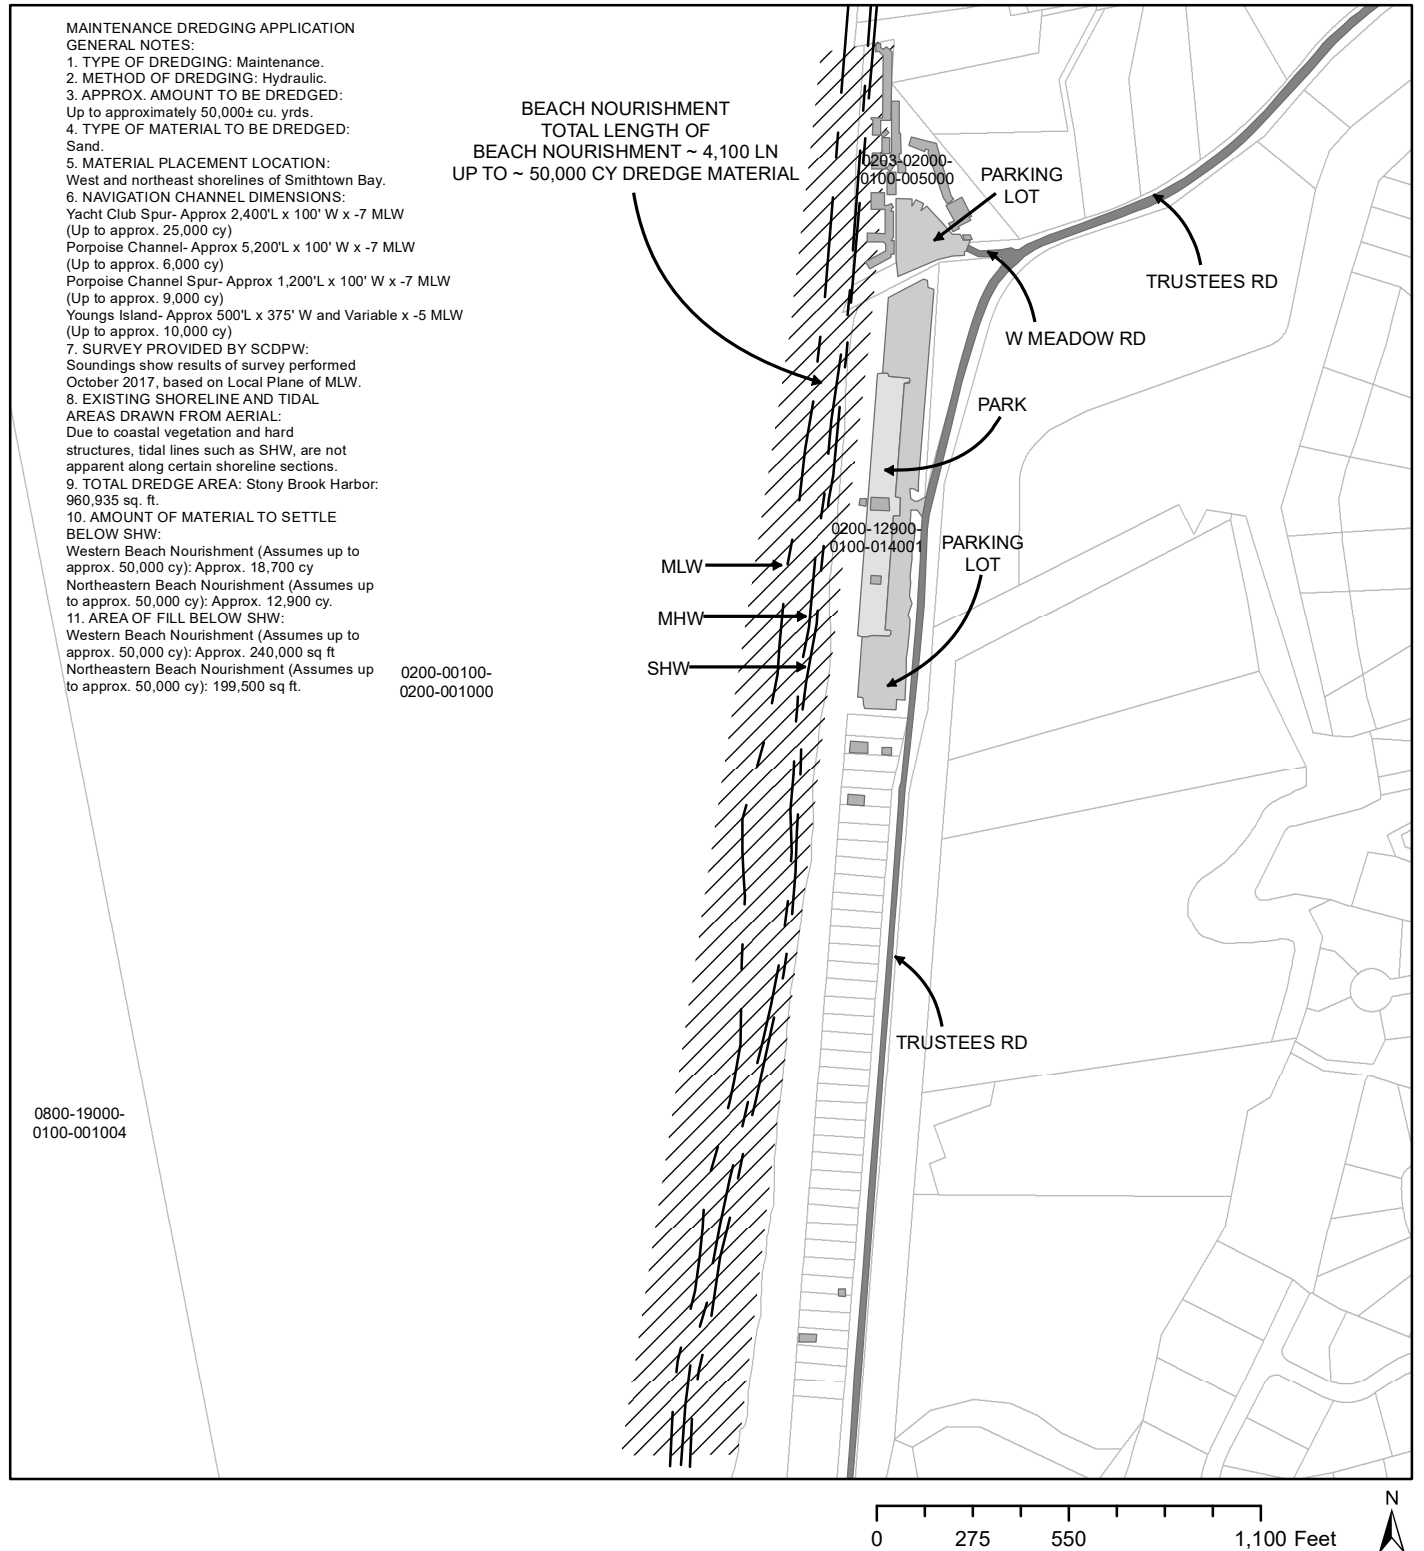 MAINTENANCE DREDGING APPLICATION
GENERAL NOTES:
1. TYPE OF DREDGING: Maintenance.
2. METHOD OF DREDGING: Hydraulic.
3. APPROX. AMOUNT TO BE DREDGED:
Up to approximately 50,000± cu. yrds.
4. TYPE OF MATERIAL TO BE DREDGED:
Sand.
5. MATERIAL PLACEMENT LOCATION:
West and northeast shorelines of Smithtown Bay.
6. NAVIGATION CHANNEL DIMENSIONS:
Yacht Club Spur- Approx 2,400'L x 100' W x -7 MLW
(Up to approx. 25,000 cy)
Porpoise Channel- Approx 5,200'L x 100' W x -7 MLW
(Up to approx. 6,000 cy)
Porpoise Channel Spur- Approx 1,200'L x 100' W x -7 MLW
(Up to approx. 9,000 cy)
Youngs Island- Approx 500'L x 375' W and Variable x -5 MLW
(Up to approx. 10,000 cy)
7. SURVEY PROVIDED BY SCDPW:
Soundings show results of survey performed
October 2017, based on Local Plane of MLW.
8. EXISTING SHORELINE AND TIDAL
AREAS DRAWN FROM AERIAL:
Due to coastal vegetation and hard
structures, tidal lines such as SHW, are not
apparent along certain shoreline sections.
9. TOTAL DREDGE AREA: Stony Brook Harbor:
960,935 sq. ft.
10. AMOUNT OF MATERIAL TO SETTLE
BELOW SHW:
Western Beach Nourishment (Assumes up to
approx. 50,000 cy): Approx. 18,700 cy
Northeastern Beach Nourishment (Assumes up
to approx. 50,000 cy): Approx. 12,900 cy.
11. AREA OF FILL BELOW SHW:
Western Beach Nourishment (Assumes up to
approx. 50,000 cy): Approx. 240,000 sq ft
Northeastern Beach Nourishment (Assumes up
to approx. 50,000 cy): 199,500 sq ft.
BEACH NOURISHMENT
TOTAL LENGTH OF
BEACH NOURISHMENT ~ 4,100 LN
UP TO ~ 50,000 CY DREDGE MATERIAL
0203-02000-
0100-005000
PARKING
LOT
TRUSTEES RD
W MEADOW RD
PARK
0200-12900-
0100-014001
PARKING
LOT
MLW
MHW
SHW
0200-00100-
0200-001000
TRUSTEES RD
0800-19000-
0100-001004
0 275 550 1,100 Feet
N